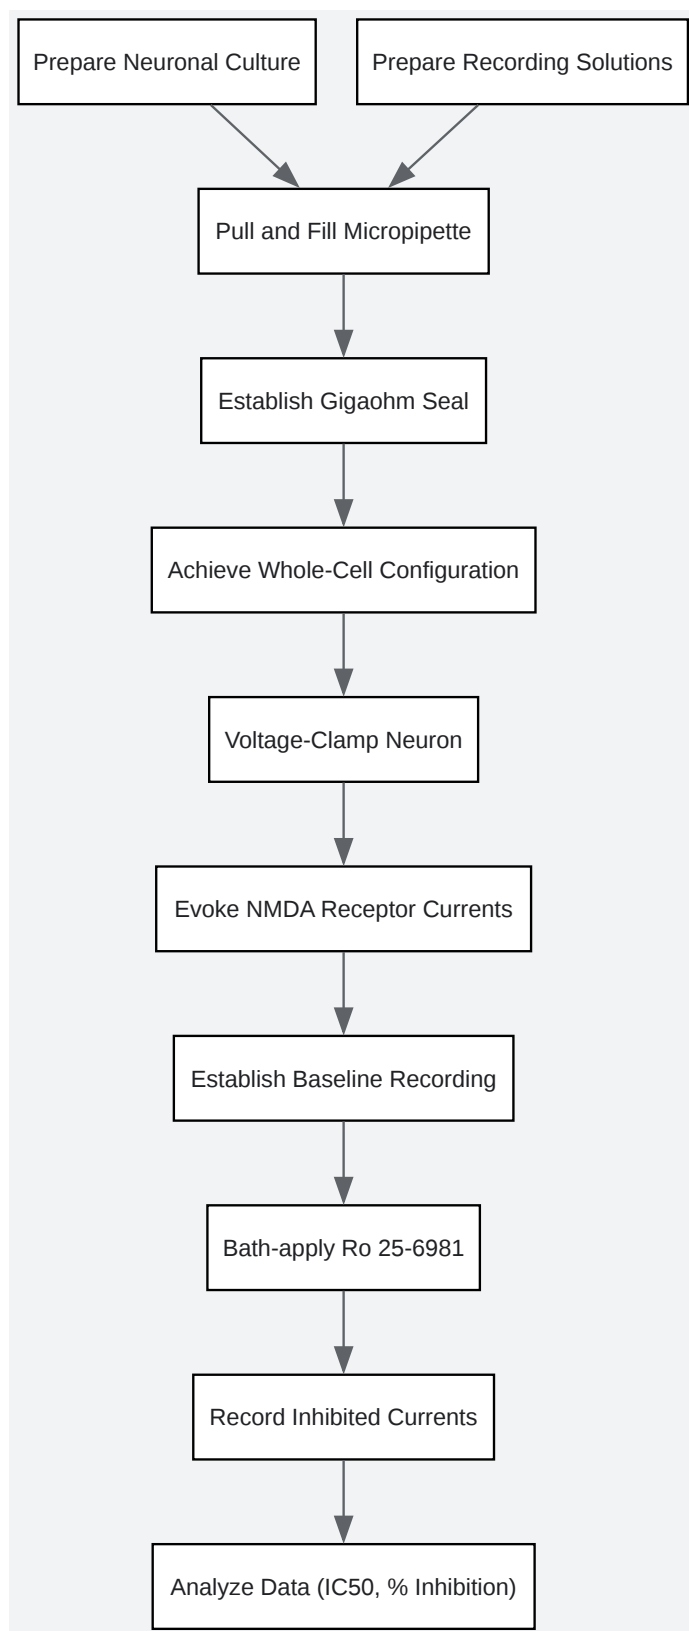 Prepare Neuronal Culture
Prepare Recording Solutions
Pull and Fill Micropipette
Establish Gigaohm Seal
Achieve Whole-Cell Configuration
Voltage-Clamp Neuron
Evoke NMDA Receptor Currents
Establish Baseline Recording
Bath-apply Ro 25-6981
Record Inhibited Currents
Analyze Data (IC50, % Inhibition)